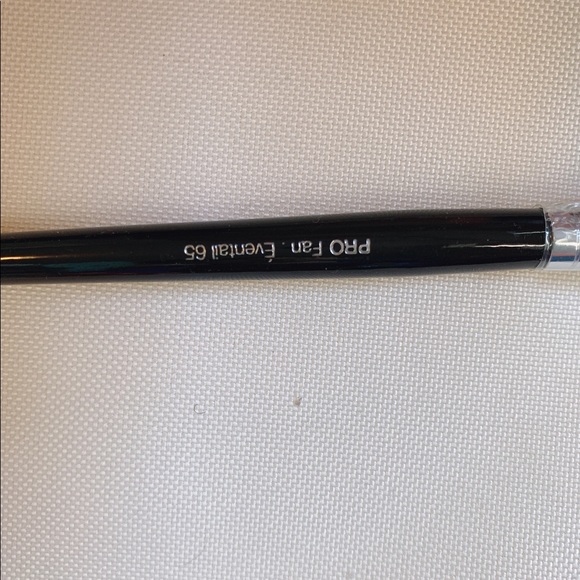 PRO Fan . Éventail 65